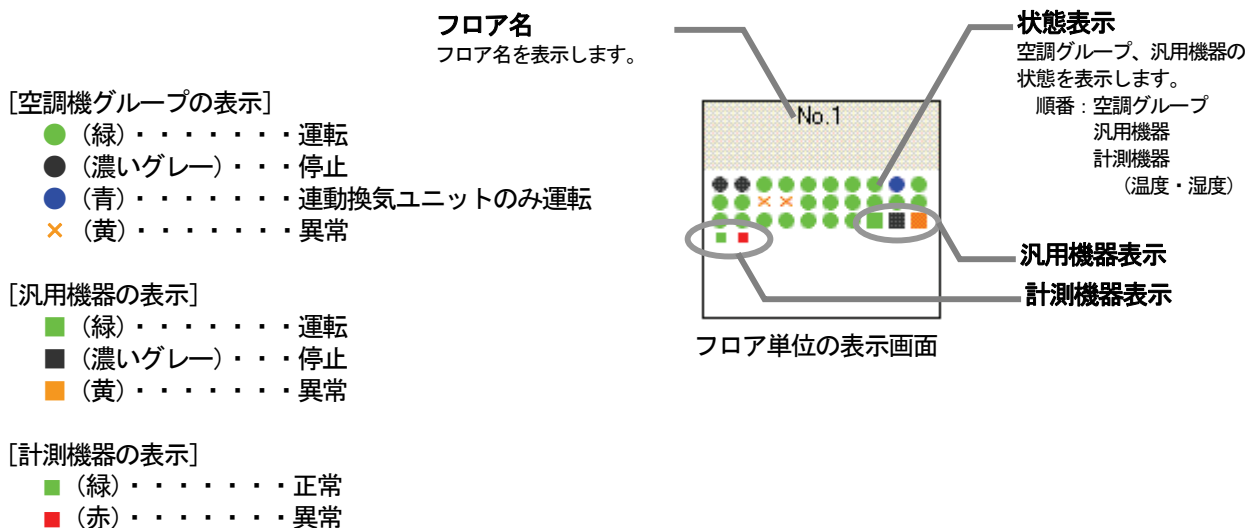 フロア名
フロア名を表示します。
状態表示
空調グループ、汎用機器の
状態を表示します。
順番：空調グループ
汎用機器
計測機器
（温度・湿度）
[空調機グループの表示]
●（緑）・・・・・・・運転
●（濃いグレー）・・・停止
●（青）・・・・・・・連動換気ユニットのみ運転
×（黄）・・・・・・・異常
No.1
汎用機器表示
計測機器表示
フロア単位の表示画面
[汎用機器の表示]
■（緑）・・・・・・・運転
■（濃いグレー）・・・停止
■（黄）・・・・・・・異常
[計測機器の表示]
■（緑）・・・・・・・正常
■（赤）・・・・・・・異常